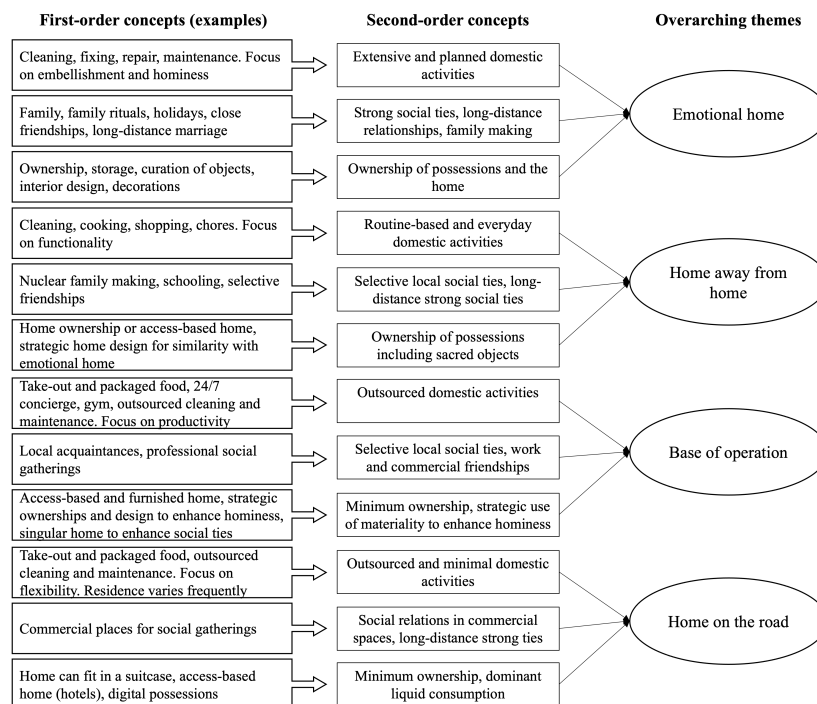 First-order concepts (examples)
Second-order concepts
Overarching themes
Cleaning, fixing, repair, maintenance. Focus
on embellishment and hominess
Extensive and planned domestic
activities
Family, family rituals, holidays, close
friendships, long-distance marriage
Strong social ties, long-distance
relationships, family making
Emotional home
Ownership, storage, curation of objects,
interior design, decorations
Ownership of possessions and the
home
Cleaning, cooking, shopping, chores. Focus
on functionality
Routine-based and everyday
domestic activities
Nuclear family making, schooling, selective
friendships
Selective local social ties, long-
distance strong social ties
Home away from
home
Home ownership or access-based home,
strategic home design for similarity with
emotional home
Ownership of possessions
including sacred objects
Take-out and packaged food, 24/7
concierge, gym, outsourced cleaning and
maintenance. Focus on productivity
Outsourced domestic activities
Local acquaintances, professional social
gatherings
Selective local social ties, work
and commercial friendships
Base of operation
Access-based and furnished home, strategic
ownerships and design to enhance hominess,
singular home to enhance social ties
Minimum ownership, strategic use
of materiality to enhance hominess
Take-out and packaged food, outsourced
cleaning and maintenance. Focus on
flexibility. Residence varies frequently
Outsourced and minimal domestic
activities
Commercial places for social gatherings
Social relations in commercial
spaces, long-distance strong ties
Home on the road
Home can fit in a suitcase, access-based
home (hotels), digital possessions
Minimum ownership, dominant
liquid consumption